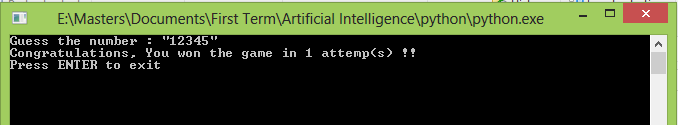 E:\Masters\Documents\First Term\Artificial Intelligence\python\python.exe
Guess the number : "12345"
Congratulations, You won the game in 1 attemp(s) !!
Press ENTER to exit